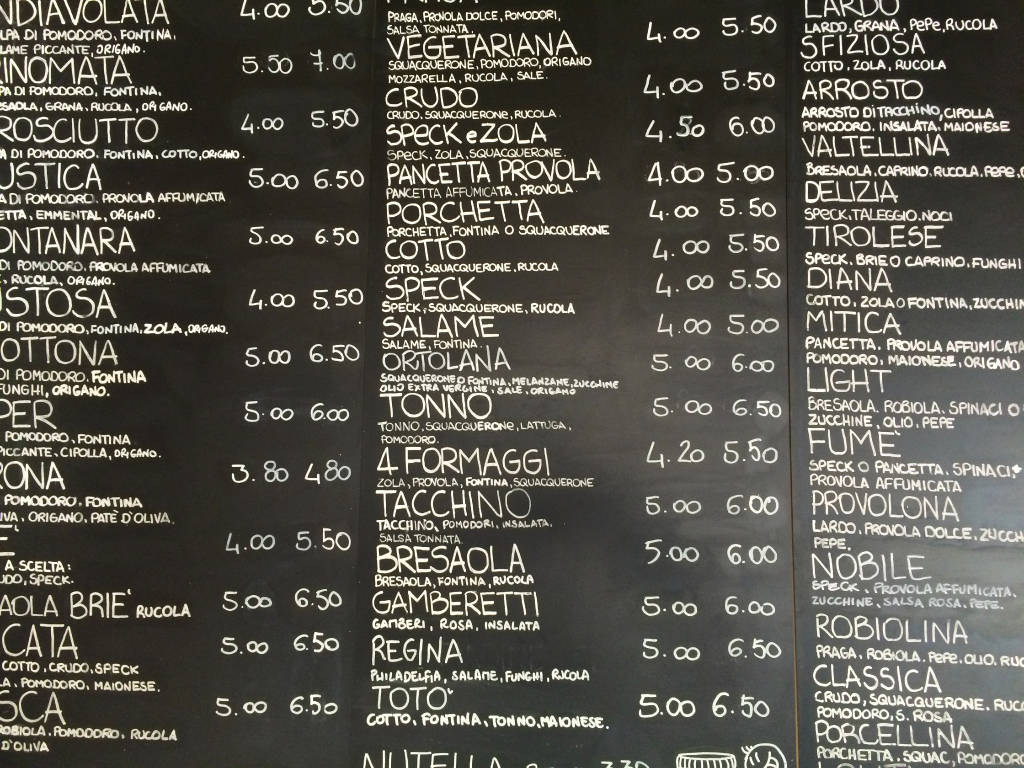 NDIAVOLATA 4.00 5.50
LPA DI POMODORO, FONTINA,
LAME PICCANTE, ORIGANO.
RINOMATA 5.50 7.00
PA DI POMODORO, FONTINA,
ESAOLA, GRANA, RUCOLA, ORIGANO.
ROSCIUTTO 4.00 5.50
PA DI POMODORO, FONTINA, COTTO, ORIGANO.
USTICA 5.00 6.50
A DI POMODORO, PROVOLA AFFUMICATA
ETTA, EMMENTAL, ORIGANO.
ONTANARA 5.00 6.50
DI POMODORO, PROVOLA AFFUMICATA
, RUCOLA, ORIGANO.
USTOSA 4.00 5.50
DI POMODORO, FONTINA, ZOLA, ORIGANO.
OTTONA 5.00 6.50
DI POMODORO, FONTINA
FUNGHI, ORIGANO.
PER 5.00 6.00
POMODORO, FONTINA
PICCANTE, CIPOLLA, ORIGANO.
RONA 3.80 4.80
POMODORO, FONTINA
IVA, ORIGANO, PATÈ D'OLIVA.
E' 4.00 5.50
A SCELTA:
UDO, SPECK.
AOLA BRIE' RUCOLA 5.00 6.50
CATA 5.00 6.50
COTTO, CRUDO, SPECK
A, POMODORO, MAIONESE.
SCA 5.00 6.50
ROBIOLA, POMODORO, RUCOLA
D'OLIVA
PRAGA, PROVOLA DOLCE, POMODORI, 4.00 5.50
SALSA TONNATA.
VEGETARIANA
SQUACQUERONE, POMODORO, ORIGANO
MOZZARELLA, RUCOLA, SALE. 4.00 5.50
CRUDO
CRUDO, SQUACQUERONE, RUCOLA.
SPECK e ZOLA 4.50 6.00
SPECK, ZOLA, SQUACQUERONE.
PANCETTA PROVOLA 4.00 5.00
PANCETTA AFFUMICATA, PROVOLA.
PORCHETTA 4.00 5.50
PORCHETTA, FONTINA O SQUACQUERONE
COTTO 4.00 5.50
COTTO, SQUACQUERONE, RUCOLA
SPECK 4.00 5.50
SPECK, SQUACQUERONE, RUCOLA
SALAME 4.00 5.00
SALAME, FONTINA.
ORTOLANA 5.00 6.00
SQUACQUERONE O FONTINA, MELANZANE, ZUCCHINE
OLIO EXTRA VERGINE, SALE, ORIGANO
TONNO 5.00 6.50
TONNO, SQUACQUERONE, LATTUGA,
POMODORO.
4 FORMAGGI 4.20 5.50
ZOLA, PROVOLA, FONTINA, SQUACQUERONE
TACCHINO 5.00 6.00
TACCHINO, POMODORI, INSALATA,
SALSA TONNATA.
BRESAOLA 5.00 6.00
BRESAOLA, FONTINA, RUCOLA
GAMBERETTI 5.00 6.00
GAMBERI, ROSA, INSALATA
REGINA 5.00 6.50
PHILADELFIA, SALAME, FUNGHI, RUCOLA
TOTO' 5.00 6.50
COTTO, FONTINA, TONNO, MAIONESE.
NUTELLA
LARDO
LARDO, GRANA, PEPE, RUCOLA
SFIZIOSA
COTTO, ZOLA, RUCOLA
ARROSTO
ARROSTO DI TACCHINO, CIPOLLA
POMODORO, INSALATA, MAIONESE
VALTELLINA
BRESAOLA, CAPRINO, RUCOLA, PEPE,
DELIZIA
SPECK, TALEGGIO, NOCI
TIROLESE
SPECK, BRIE O CAPRINO, FUNGHI
DIANA
COTTO, ZOLA O FONTINA, ZUCCHIN
MITICA
PANCETTA, PROVOLA AFFUMICATA
POMODORO, MAIONESE, ORIGANO
LIGHT
BRESAOLA, ROBIOLA, SPINACI O
ZUCCHINE, OLIO, PEPE
FUME'
SPECK O PANCETTA, SPINACI
PROVOLA AFFUMICATA
PROVOLONA
LARDO, PROVOLA DOLCE, ZUCCH
PEPE.
NOBILE
SPECK, PROVOLA AFFUMICATA,
ZUCCHINE, SALSA ROSA, PEPE.
ROBIOLINA
PRAGA, ROBIOLA, PEPE, OLIO, RUC
CLASSICA
CRUDO, SQUACQUERONE, RUCO
POMODORO, S. ROSA
PORCELLINA
PORCHETTA, SQUAC, POMODORO